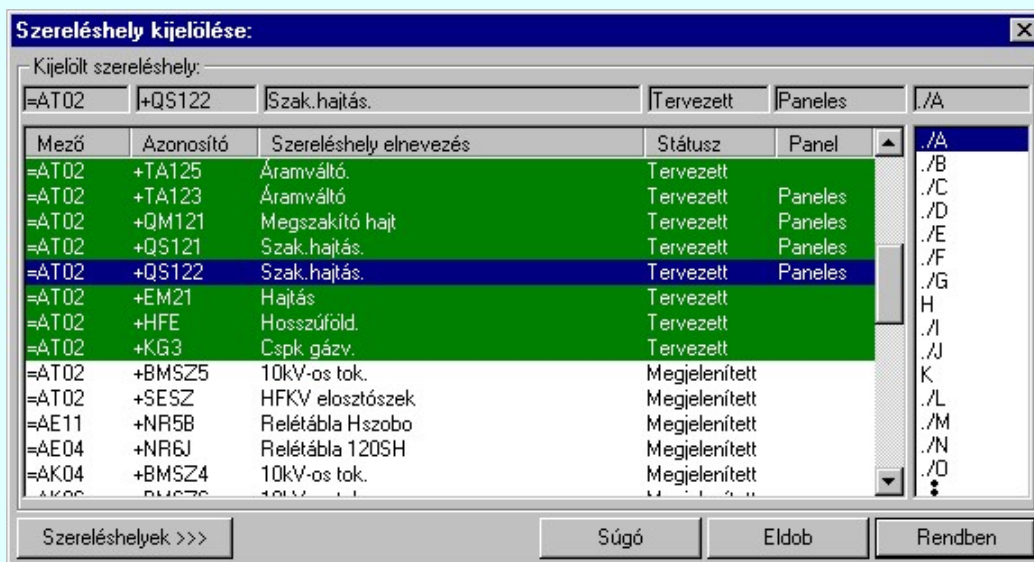 Szereléshely kijelölése:
Kijelölt szereléshely:
=AT02 +QS122 Szak.hajtás. Tervezett Paneles ./A
Mező Azonosító Szereléshely elnevezés Státusz Panel
=AT02 +TA125 Áramváltó. Tervezett
=AT02 +TA123 Áramváltó Tervezett Paneles
=AT02 +QM121 Megszakító hajt Tervezett Paneles
=AT02 +QS121 Szak.hajtás. Tervezett Paneles
=AT02 +QS122 Szak.hajtás. Tervezett Paneles
=AT02 +EM21 Hajtás Tervezett
=AT02 +HFE Hosszúföld. Tervezett
=AT02 +KG3 Cspk gázv. Tervezett
=AT02 +BMSZ5 10kV-os tok. Megjelenített
=AT02 +SESZ HFKV elosztószek Megjelenített
=AE11 +NR5B Relétábla Hszobo Megjelenített
=AE04 +NR6J Relétábla 120SH Megjelenített
=AK04 +BMSZ4 10kV-os tok. Megjelenített
./A
./B
./C
./D
./E
./F
./G
H
./I
./J
K
./L
./M
./N
./O
Szereléshelyek >>> Súgó Eldob Rendben